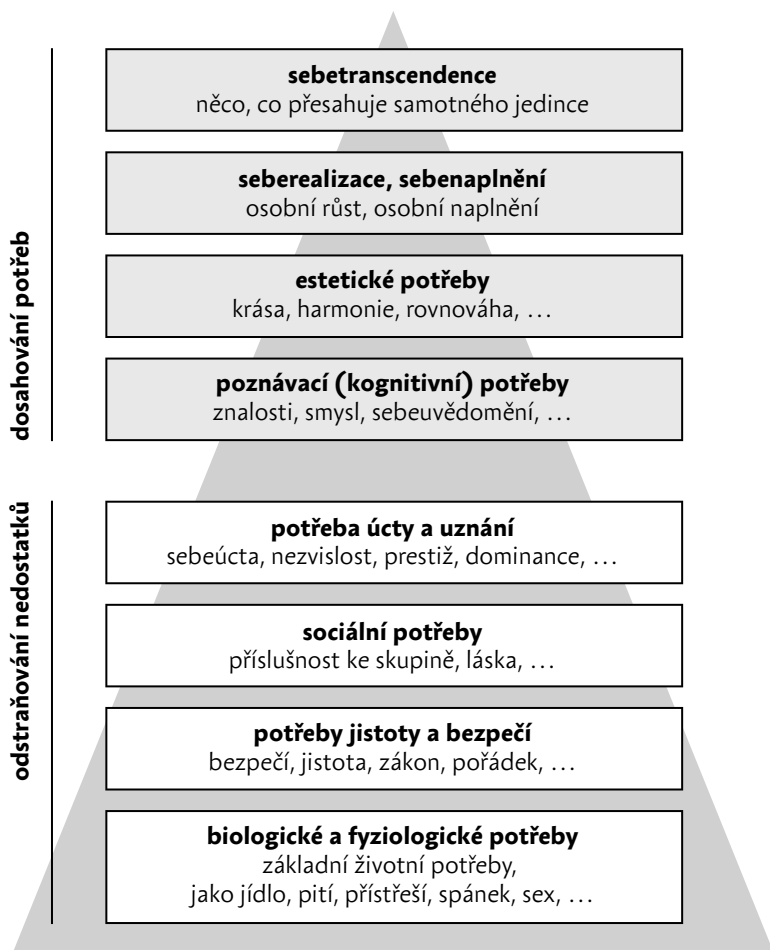 dosahování potřeb
sebetranscendence
něco, co přesahuje samotného jedince
seberealizace, sebenaplnění
osobní růst, osobní naplnění
estetické potřeby
krása, harmonie, rovnováha, …
poznávací (kognitivní) potřeby
znalosti, smysl, sebeuvědomění, …
odstraňování nedostatků
potřeba úcty a uznání
sebeúcta, nezvislost, prestiž, dominance, …
sociální potřeby
příslušnost ke skupině, láska, …
potřeby jistoty a bezpečí
bezpečí, jistota, zákon, pořádek, …
biologické a fyziologické potřeby
základní životní potřeby,
jako jídlo, pití, přístřeší, spánek, sex, …